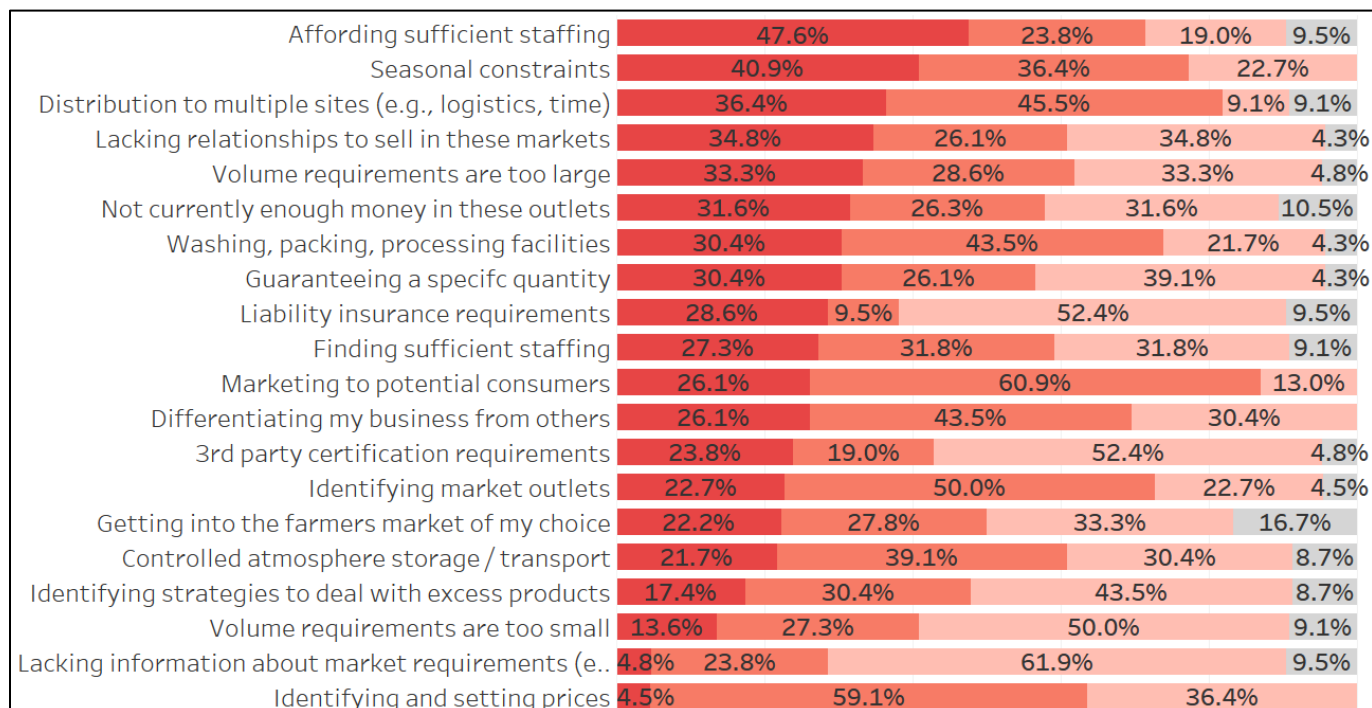 Affording sufficient staffing 47.6% 23.8% 19.0% 9.5%
Seasonal constraints 40.9% 36.4% 22.7%
Distribution to multiple sites (e.g., logistics, time) 36.4% 45.5% 9.1% 9.1%
Lacking relationships to sell in these markets 34.8% 26.1% 34.8% 4.3%
Volume requirements are too large 33.3% 28.6% 33.3% 4.8%
Not currently enough money in these outlets 31.6% 26.3% 31.6% 10.5%
Washing, packing, processing facilities 30.4% 43.5% 21.7% 4.3%
Guaranteeing a specifc quantity 30.4% 26.1% 39.1% 4.3%
Liability insurance requirements 28.6% 9.5% 52.4% 9.5%
Finding sufficient staffing 27.3% 31.8% 31.8% 9.1%
Marketing to potential consumers 26.1% 60.9% 13.0%
Differentiating my business from others 26.1% 43.5% 30.4%
3rd party certification requirements 23.8% 19.0% 52.4% 4.8%
Identifying market outlets 22.7% 50.0% 22.7% 4.5%
Getting into the farmers market of my choice 22.2% 27.8% 33.3% 16.7%
Controlled atmosphere storage / transport 21.7% 39.1% 30.4% 8.7%
Identifying strategies to deal with excess products 17.4% 30.4% 43.5% 8.7%
Volume requirements are too small 13.6% 27.3% 50.0% 9.1%
Lacking information about market requirements (e.. 4.8% 23.8% 61.9% 9.5%
Identifying and setting prices 4.5% 59.1% 36.4%